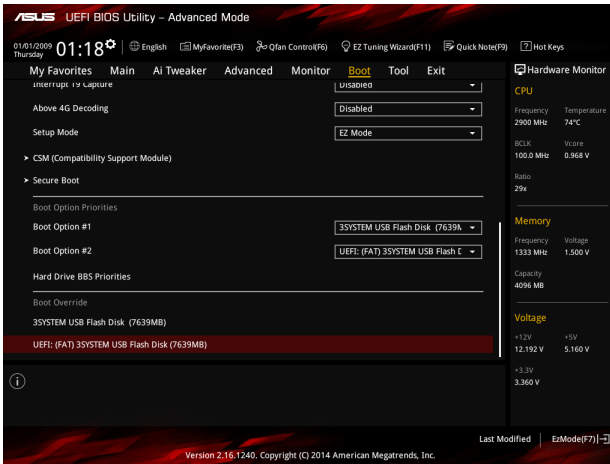 ASUS UEFI BIOS Utility – Advanced Mode
01/01/2009 Thursday 01:18 English MyFavorite(F3) Qfan Control(F6) EZ Tuning Wizard(F11) Quick Note(F9) Hot Keys
My Favorites Main Ai Tweaker Advanced Monitor Boot Tool Exit
Interrupt 19 Capture Disabled
Above 4G Decoding Disabled
Setup Mode EZ Mode
> CSM (Compatibility Support Module)
> Secure Boot
Boot Option Priorities
Boot Option #1 3SYSTEM USB Flash Disk (7639
Boot Option #2 UEFI: (FAT) 3SYSTEM USB Flash
Hard Drive BBS Priorities
Boot Override
3SYSTEM USB Flash Disk (7639MB)
UEFI: (FAT) 3SYSTEM USB Flash Disk (7639MB)
Hardware Monitor
CPU
Frequency Temperature
2900 MHz 74°C
BCLK Vcore
100.0 MHz 0.968 V
Ratio
29x
Memory
Frequency Voltage
1333 MHz 1.500 V
Capacity
4096 MB
Voltage
+12V +5V
12.192 V 5.160 V
+3.3V
3.360 V
Last Modified EzMode(F7)
Version 2.16.1240. Copyright (C) 2014 American Megatrends, Inc.